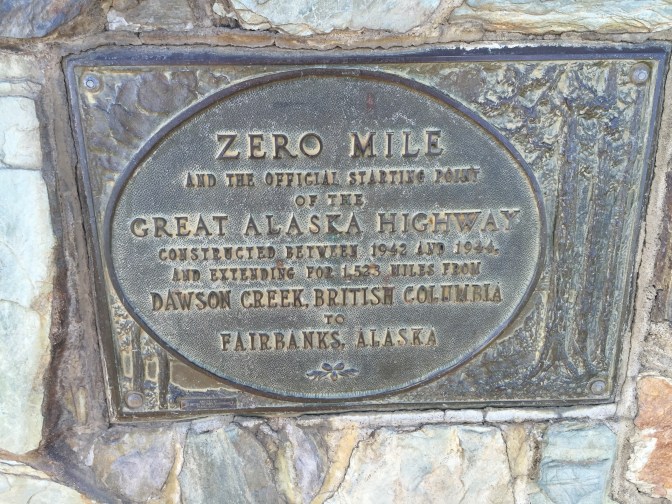 ZERO MILE
AND THE OFFICIAL STARTING POINT
OF THE
GREAT ALASKA HIGHWAY
CONSTRUCTED BETWEEN 1942 AND 1944.
AND EXTENDING FOR 1,523 MILES FROM
DAWSON CREEK, BRITISH COLUMBIA
TO
FAIRBANKS, ALASKA